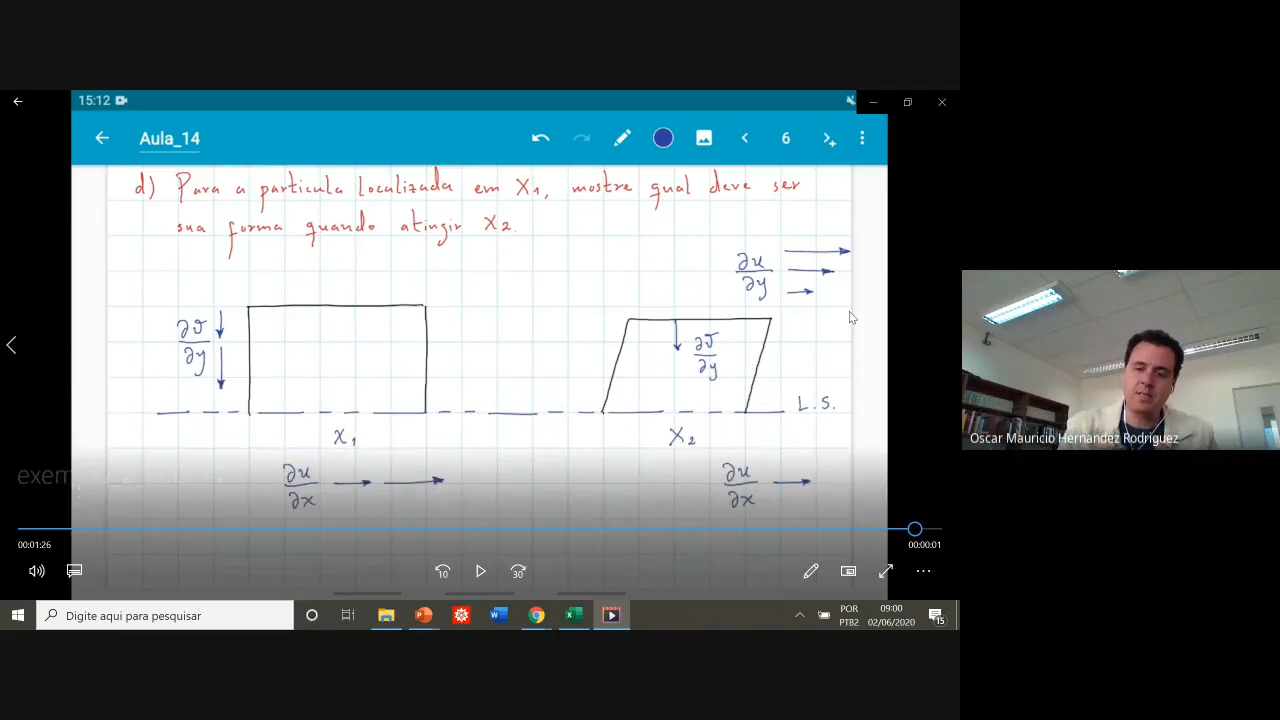 15:12
Aula_14
6
d) Para a particula localizada em X1, mostre qual deve ser
sua forma quando atingir X2.
∂u
∂y
∂v
∂y
∂v
∂y
L.S.
x1
X2
exem
∂u
∂x
∂u
∂x
00:01:26
00:00:01
10
30
Digite aqui para pesquisar
POR
PTB2
09:00
02/06/2020
15
Oscar Mauricio Hernandez Rodriguez